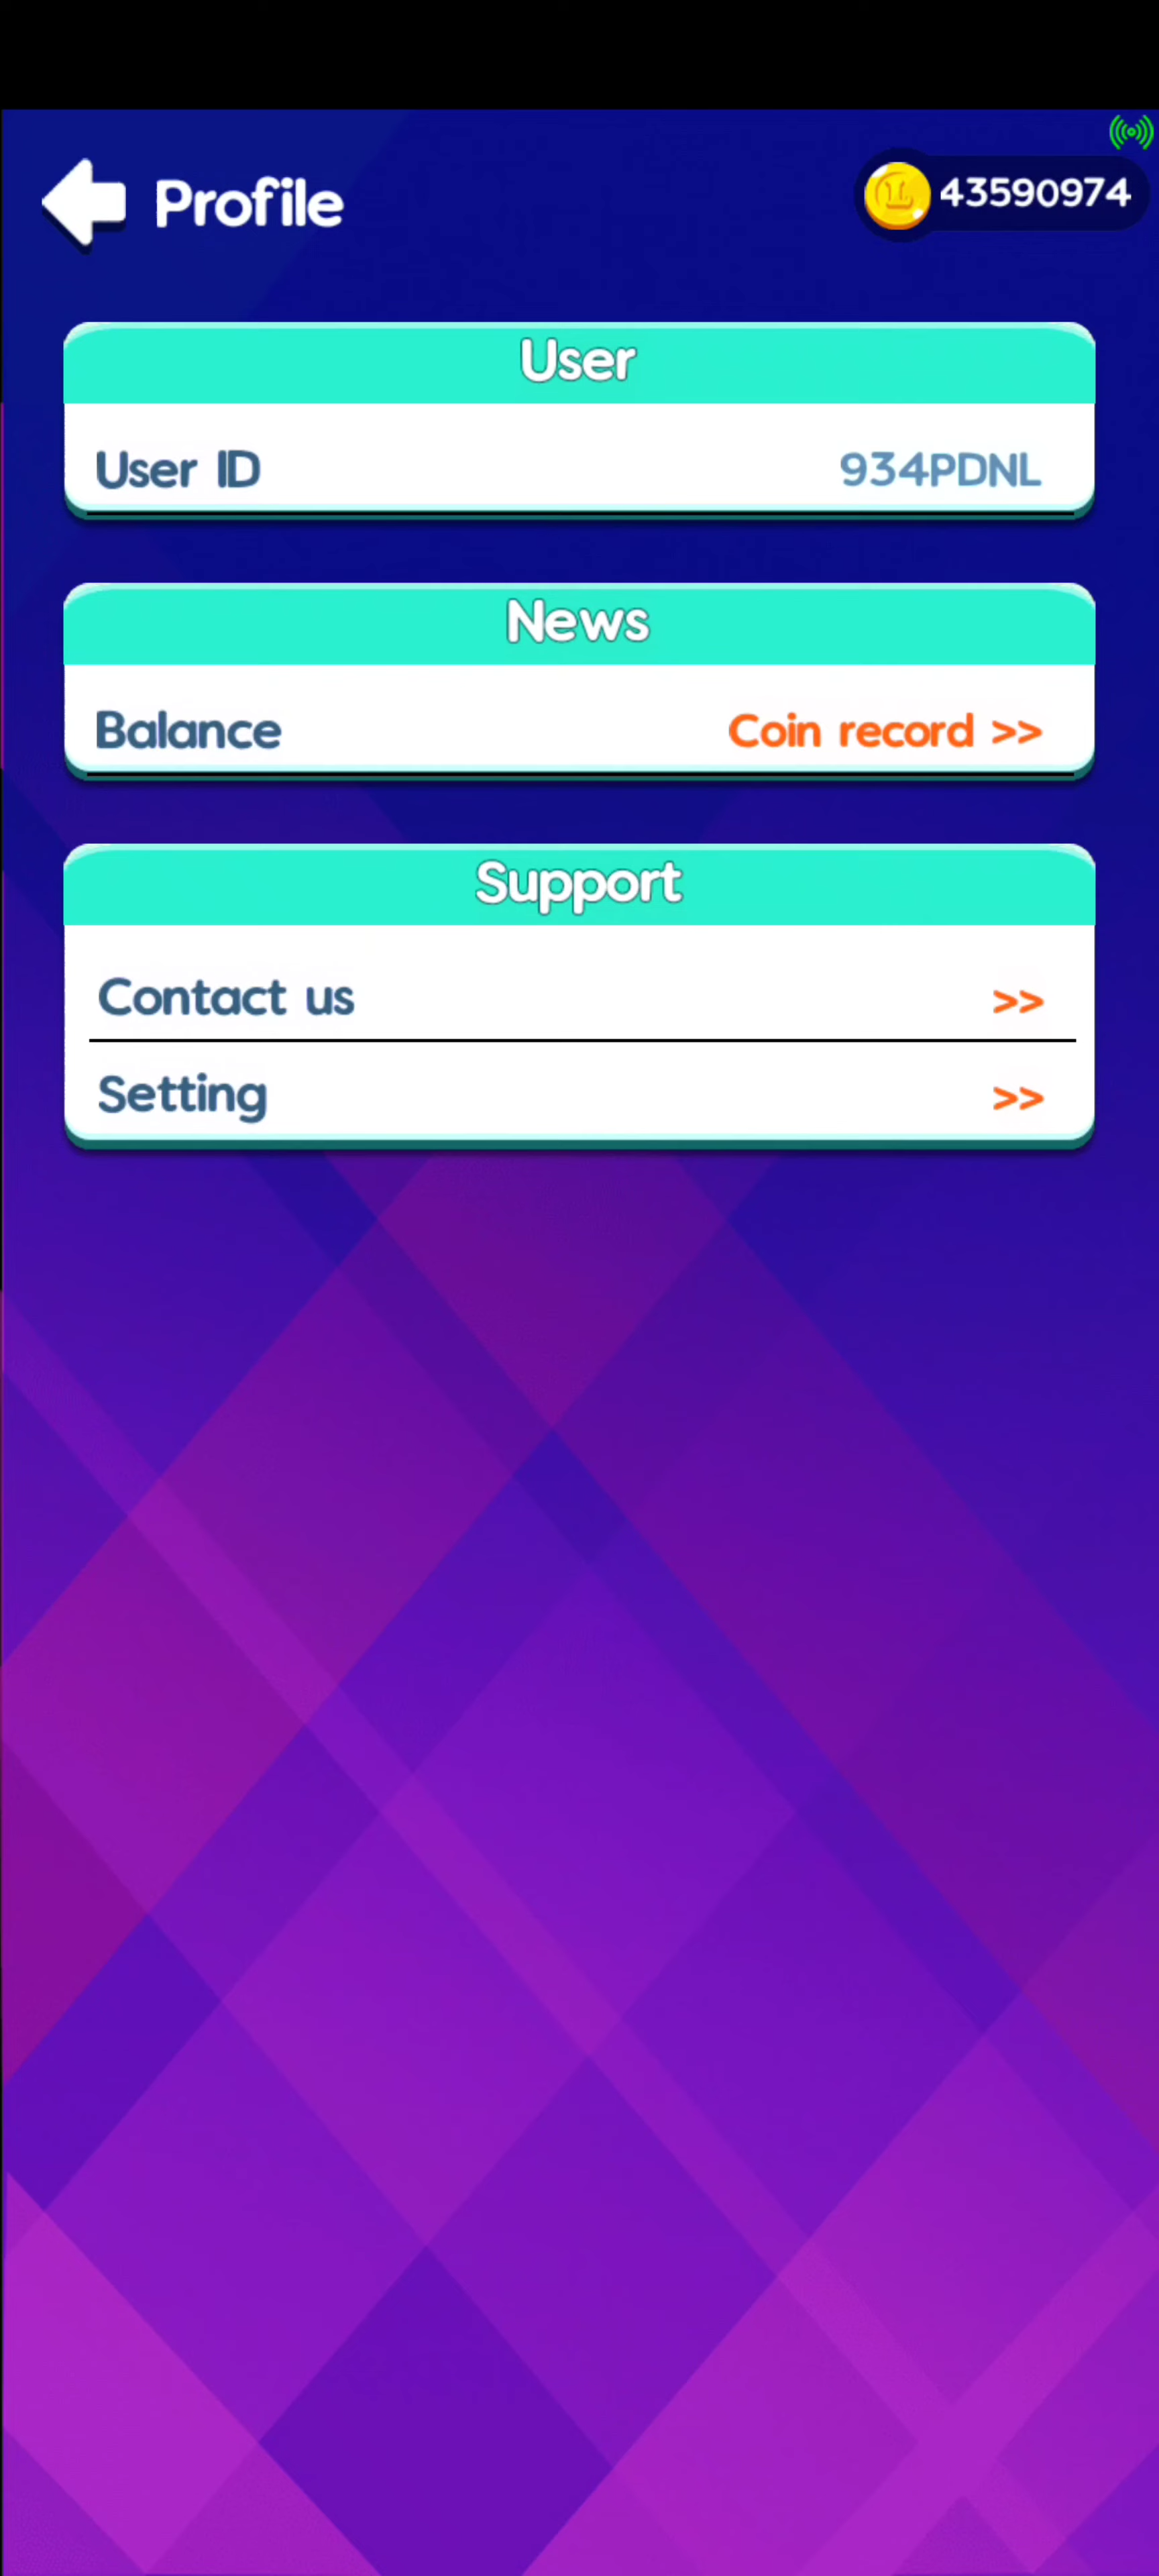 Profile
43590974
User
User ID 934PDNL
News
Balance Coin record >>
Support
Contact us >>
Setting >>